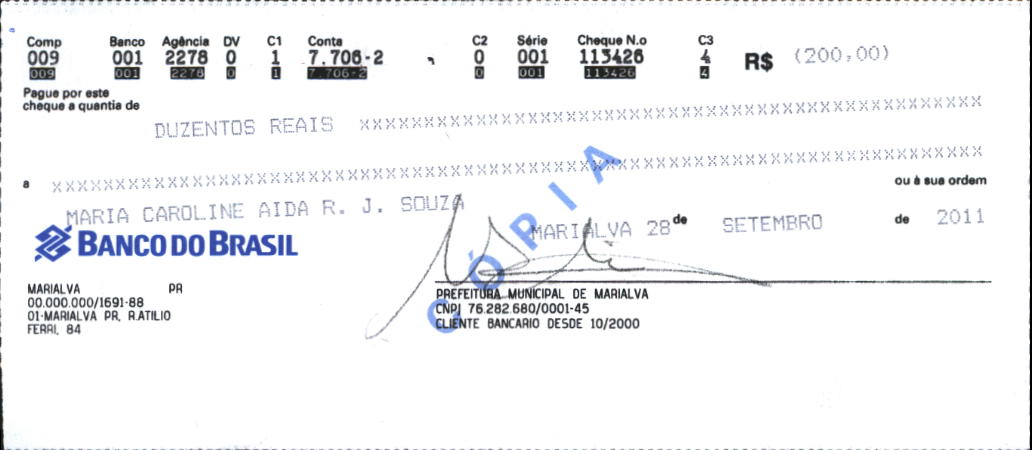 Comp Banco Agência DV C1 Conta C2 Série Cheque N.o C3
009 001 2278 0 1 7.706-2 0 001 113426 4 R$ (200,00)
009 001 2278 0 1 7.706-2 0 001 113426 4
Pague por este
cheque a quantia de
DUZENTOS REAIS XXXXXXXXXXXXXXXXXXXXXXXXXXXXXXXXXXXXXXXXXXXXXXXXXX
a XXXXXXXXXXXXXXXXXXXXXXXXXXXXXXXXXXXXXXXXXXXXXXXXXXXXXXXXXXXXXXXXXXXXXXXXXX
ou à sua ordem
MARIA CAROLINE AIDA R. J. SOUZA
MARIALVA 28 de SETEMBRO de 2011
BANCO DO BRASIL
CÓPIA
MARIALVA PR
00.000.000/1691-88
01-MARIALVA PR, R.ATILIO
FERRI, 84
PREFEITURA MUNICIPAL DE MARIALVA
CNPJ 76.282.680/0001-45
CLIENTE BANCARIO DESDE 10/2000